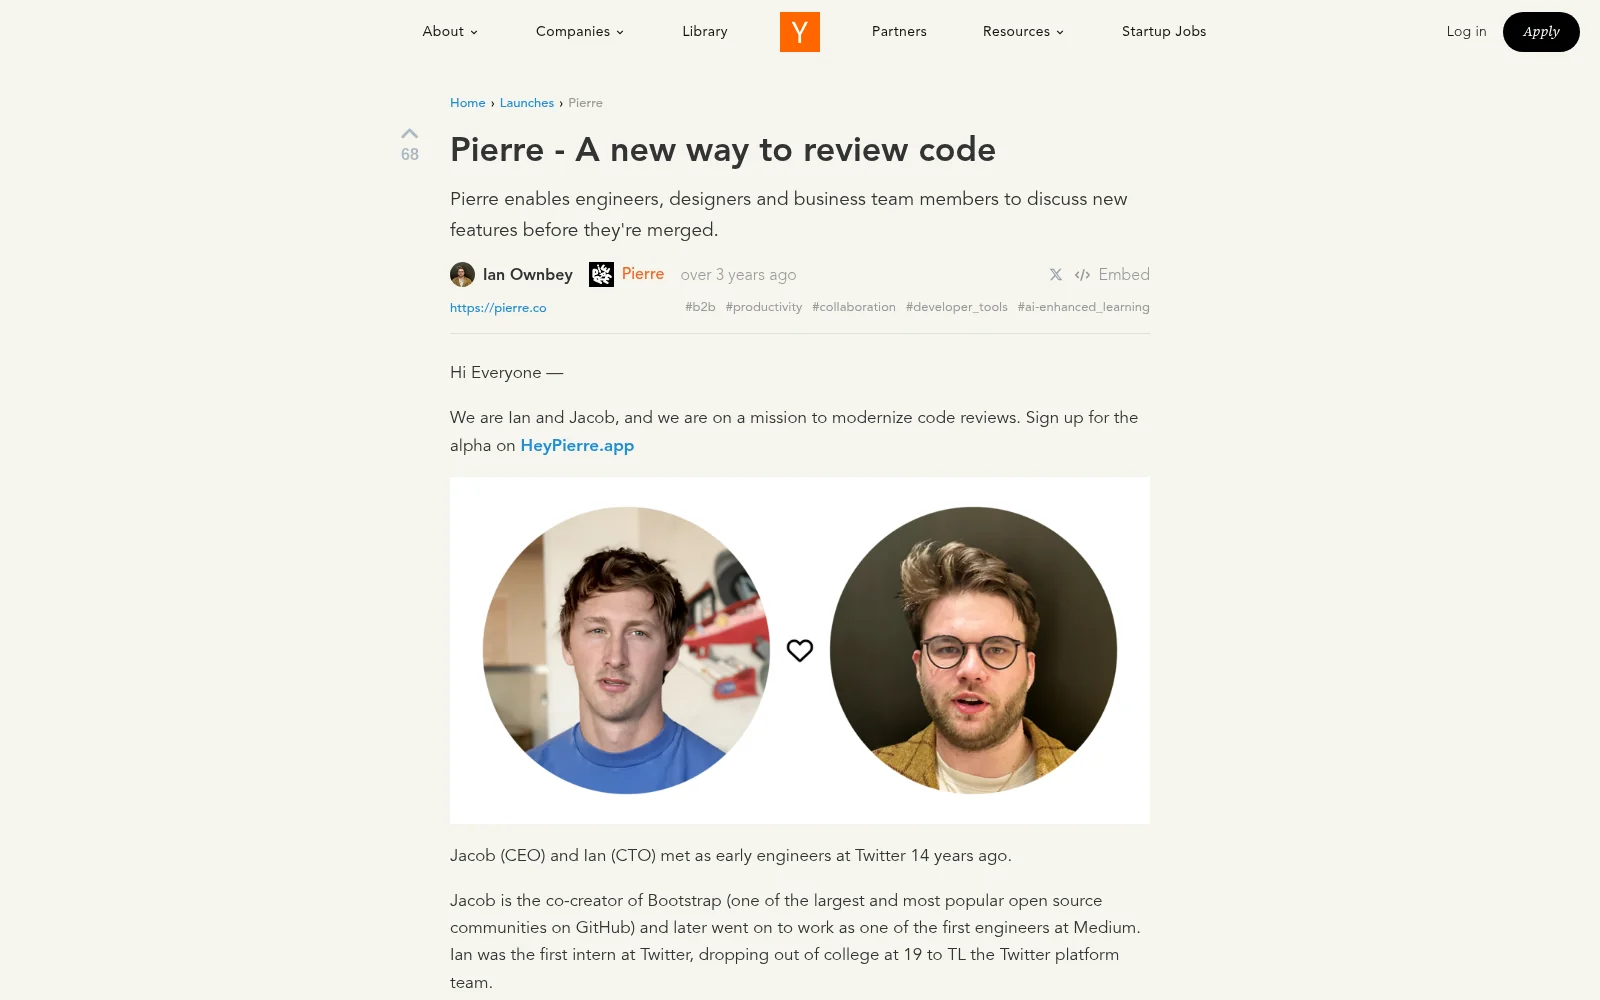 About
Companies
Library
Y
Partners
Resources
Startup Jobs
Log in
Apply
Home › Launches › Pierre
68
Pierre - A new way to review code
Pierre enables engineers, designers and business team members to discuss new
features before they're merged.
Ian Ownbey Pierre over 3 years ago
</> Embed
https://pierre.co
#b2b #productivity #collaboration #developer_tools #ai-enhanced_learning
Hi Everyone —
We are Ian and Jacob, and we are on a mission to modernize code reviews. Sign up for the
alpha on HeyPierre.app
Jacob (CEO) and Ian (CTO) met as early engineers at Twitter 14 years ago.
Jacob is the co-creator of Bootstrap (one of the largest and most popular open source
communities on GitHub) and later went on to work as one of the first engineers at Medium.
Ian was the first intern at Twitter, dropping out of college at 19 to TL the Twitter platform
team.